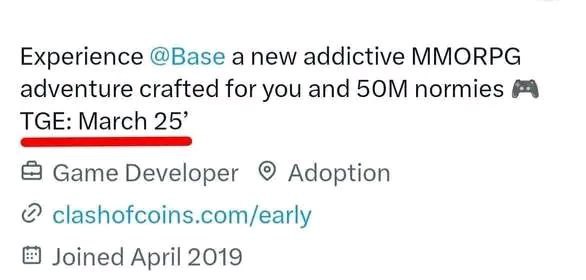 Experience @Base a new addictive MMORPG
adventure crafted for you and 50M normies 🎮
TGE: March 25’
Game Developer Adoption
clashofcoins.com/early
Joined April 2019